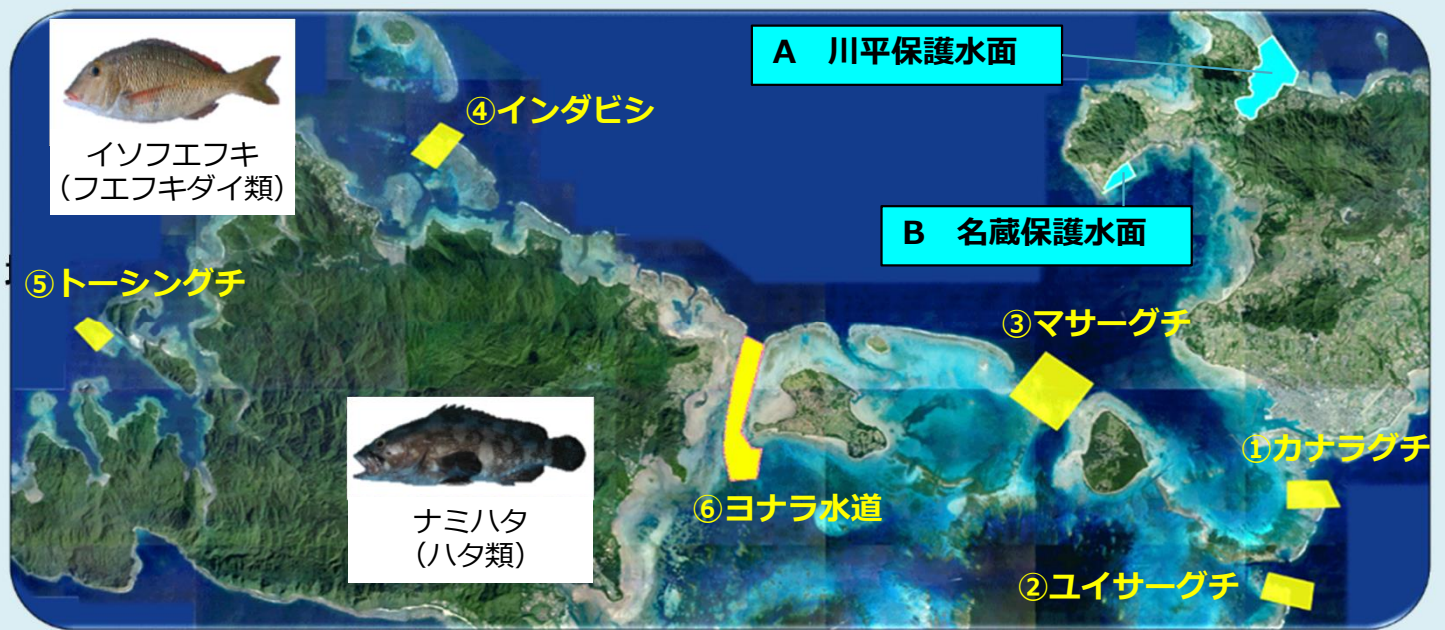 イソフエフキ
(フエフキダイ類)
④インダビシ
A 川平保護水面
B 名蔵保護水面
⑤トーシングチ
③マサーグチ
ナミハタ
(ハタ類)
⑥ヨナラ水道
①カナラグチ
②ユイサーグチ